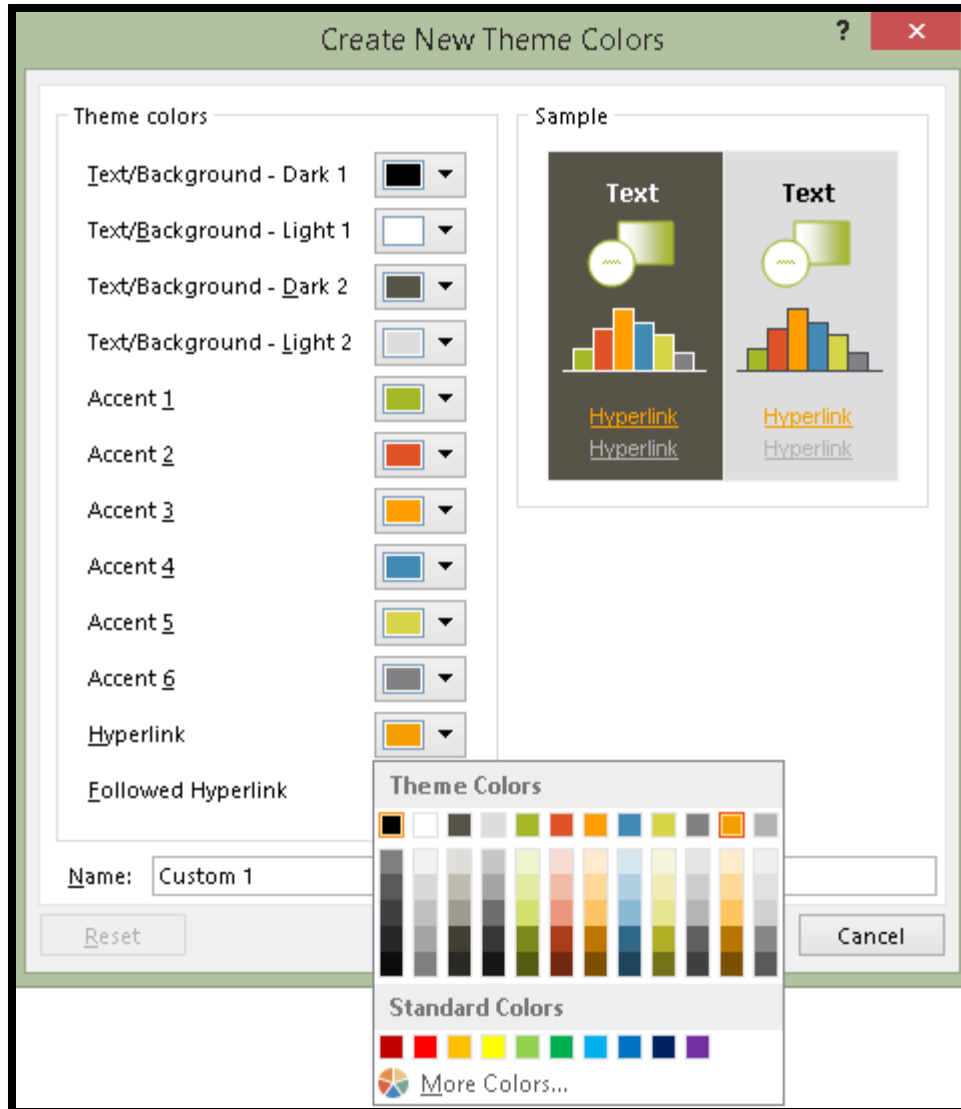 Create New Theme Colors
?
Theme colors
Text/Background - Dark 1
Text/Background - Light 1
Text/Background - Dark 2
Text/Background - Light 2
Accent 1
Accent 2
Accent 3
Accent 4
Accent 5
Accent 6
Hyperlink
Followed Hyperlink
Sample
Text Text
Hyperlink Hyperlink
Hyperlink Hyperlink
Name: Custom 1
Reset
Cancel
Theme Colors
Standard Colors
More Colors...